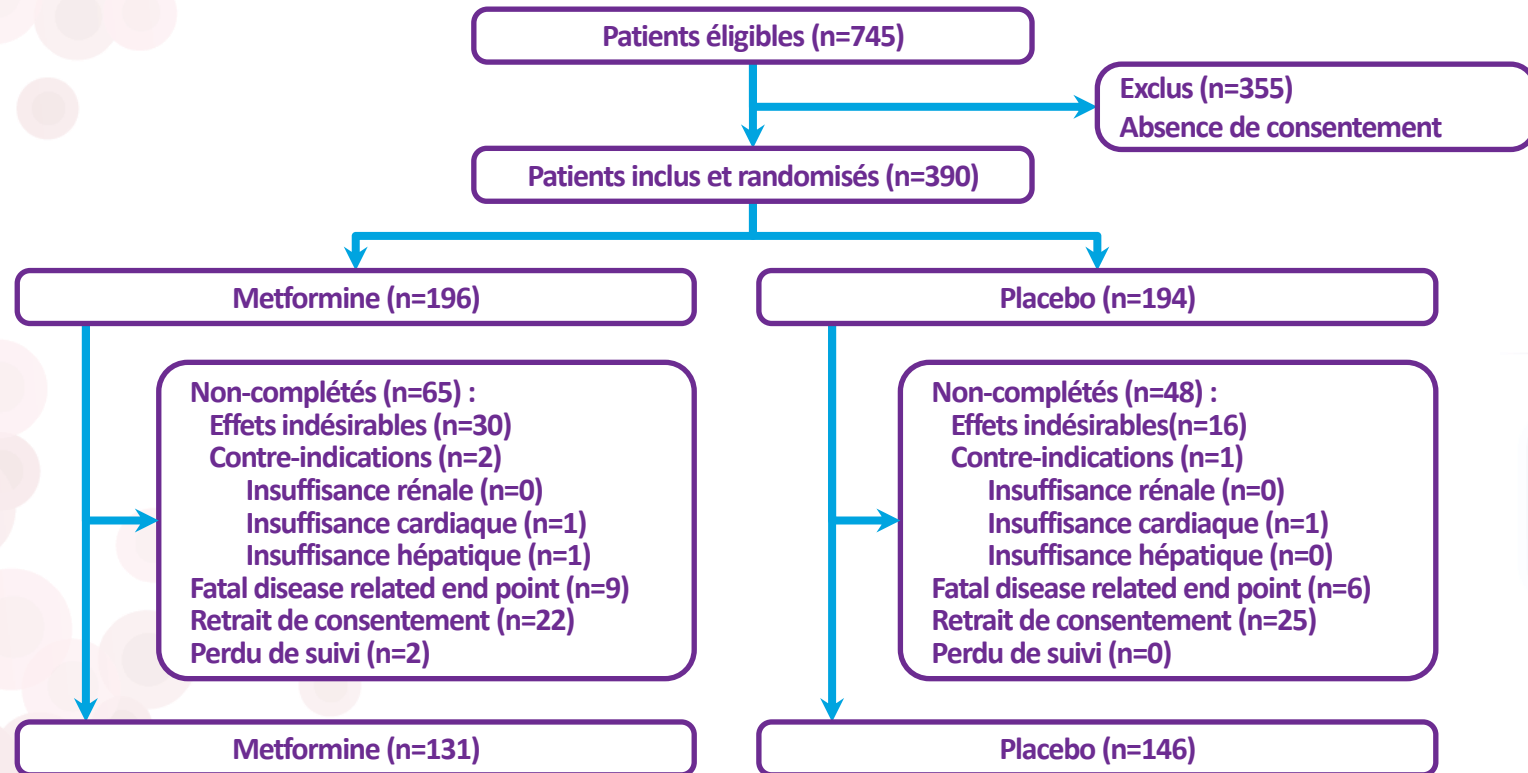 Patients éligibles (n=745)
Exclus (n=355)
Absence de consentement
Patients inclus et randomisés (n=390)
Metformine (n=196)
Placebo (n=194)
Non-complétés (n=65) :
Effets indésirables (n=30)
Contre-indications (n=2)
Insuffisance rénale (n=0)
Insuffisance cardiaque (n=1)
Insuffisance hépatique (n=1)
Fatal disease related end point (n=9)
Retrait de consentement (n=22)
Perdu de suivi (n=2)
Non-complétés (n=48) :
Effets indésirables(n=16)
Contre-indications (n=1)
Insuffisance rénale (n=0)
Insuffisance cardiaque (n=1)
Insuffisance hépatique (n=0)
Fatal disease related end point (n=6)
Retrait de consentement (n=25)
Perdu de suivi (n=0)
Metformine (n=131)
Placebo (n=146)